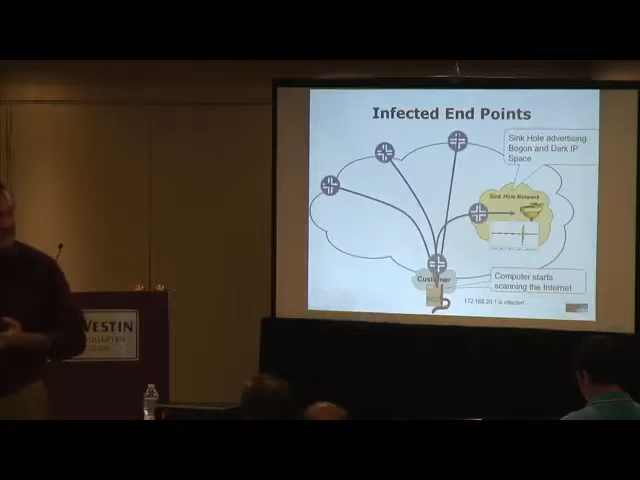 Infected End Points
Sink Hole advertising
Bogon and Dark IP
Space
Sink Hole Network
Customer
Computer starts
scanning the Internet
172.168.20.1 is infected
WESTIN